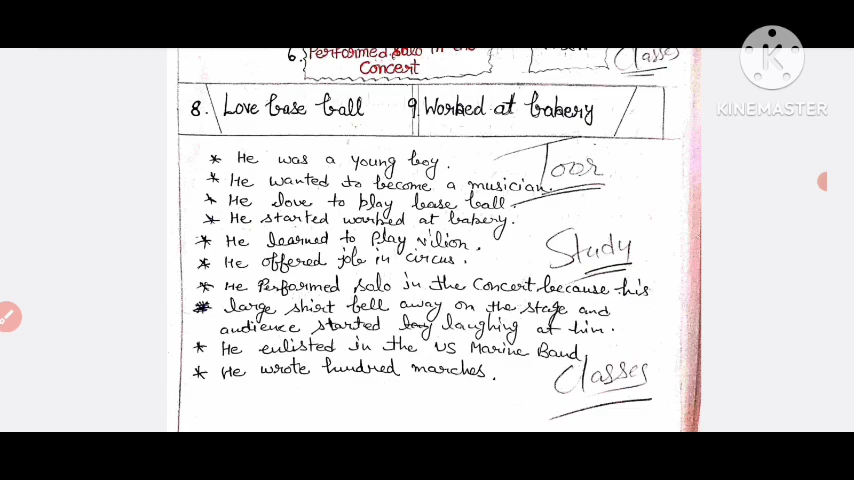 6. Performed solo in the Classes
Concert
KINEMASTER
8. Love base ball 9. Worked at bakery
* He was a young boy.
Toor
* He wanted to become a musician.
* He love to play base ball.
* He started worked at bakery.
* He learned to play vilion.
Study
* He offered job in circus.
* He Performed solo in the Concert because his
* large shirt fell away on the stage and
audience started laughing at him.
* He enlisted in the US Marine Band
* He wrote hundred marches.
Classes